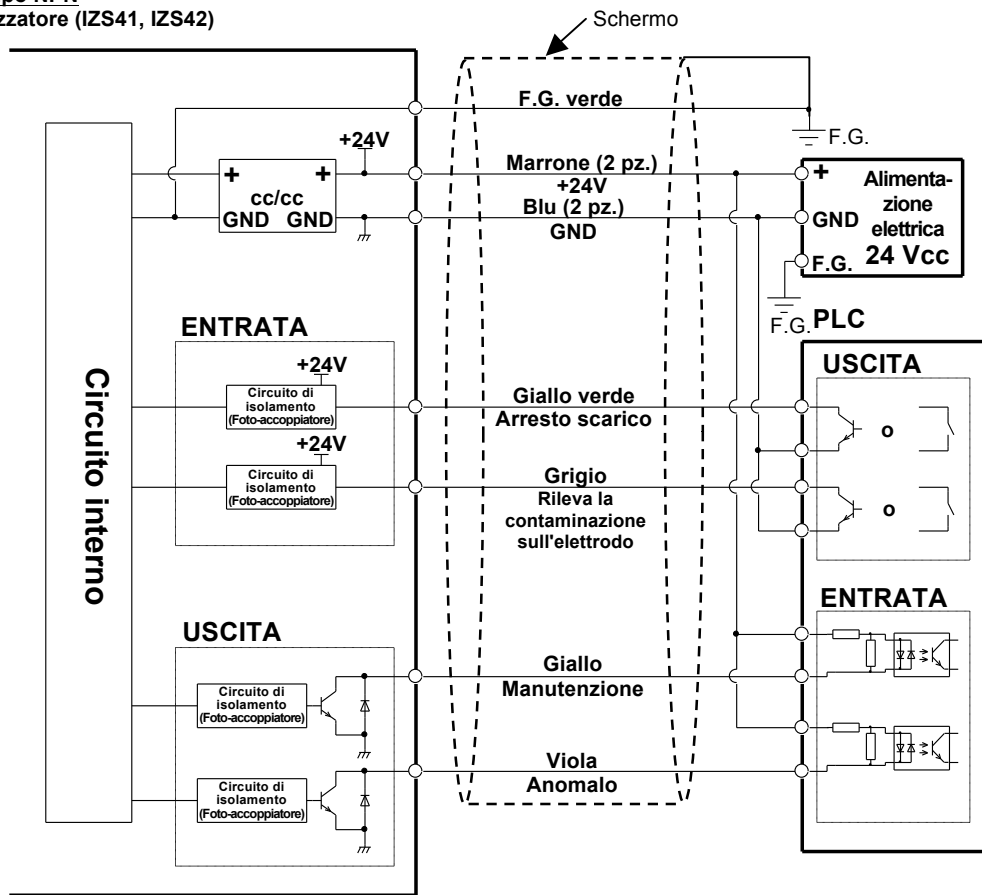 zzatore (IZS41, IZS42)
Schermo
F.G. verde
F.G.
+24V
Marrone (2 pz.)
+24V
Blu (2 pz.)
GND
+ +
cc/cc
GND GND
+
GND
F.G.
Alimenta-
zione
elettrica
24 Vcc
F.G.
PLC
ENTRATA
+24V
Circuito di
isolamento
(Foto-accoppiatore)
+24V
Circuito di
isolamento
(Foto-accoppiatore)
Circuito interno
Giallo verde
Arresto scarico
Grigio
Rileva la
contaminazione
sull'elettrodo
USCITA
o
o
ENTRATA
USCITA
Circuito di
isolamento
(Foto-accoppiatore)
Circuito di
isolamento
(Foto-accoppiatore)
Giallo
Manutenzione
Viola
Anomalo